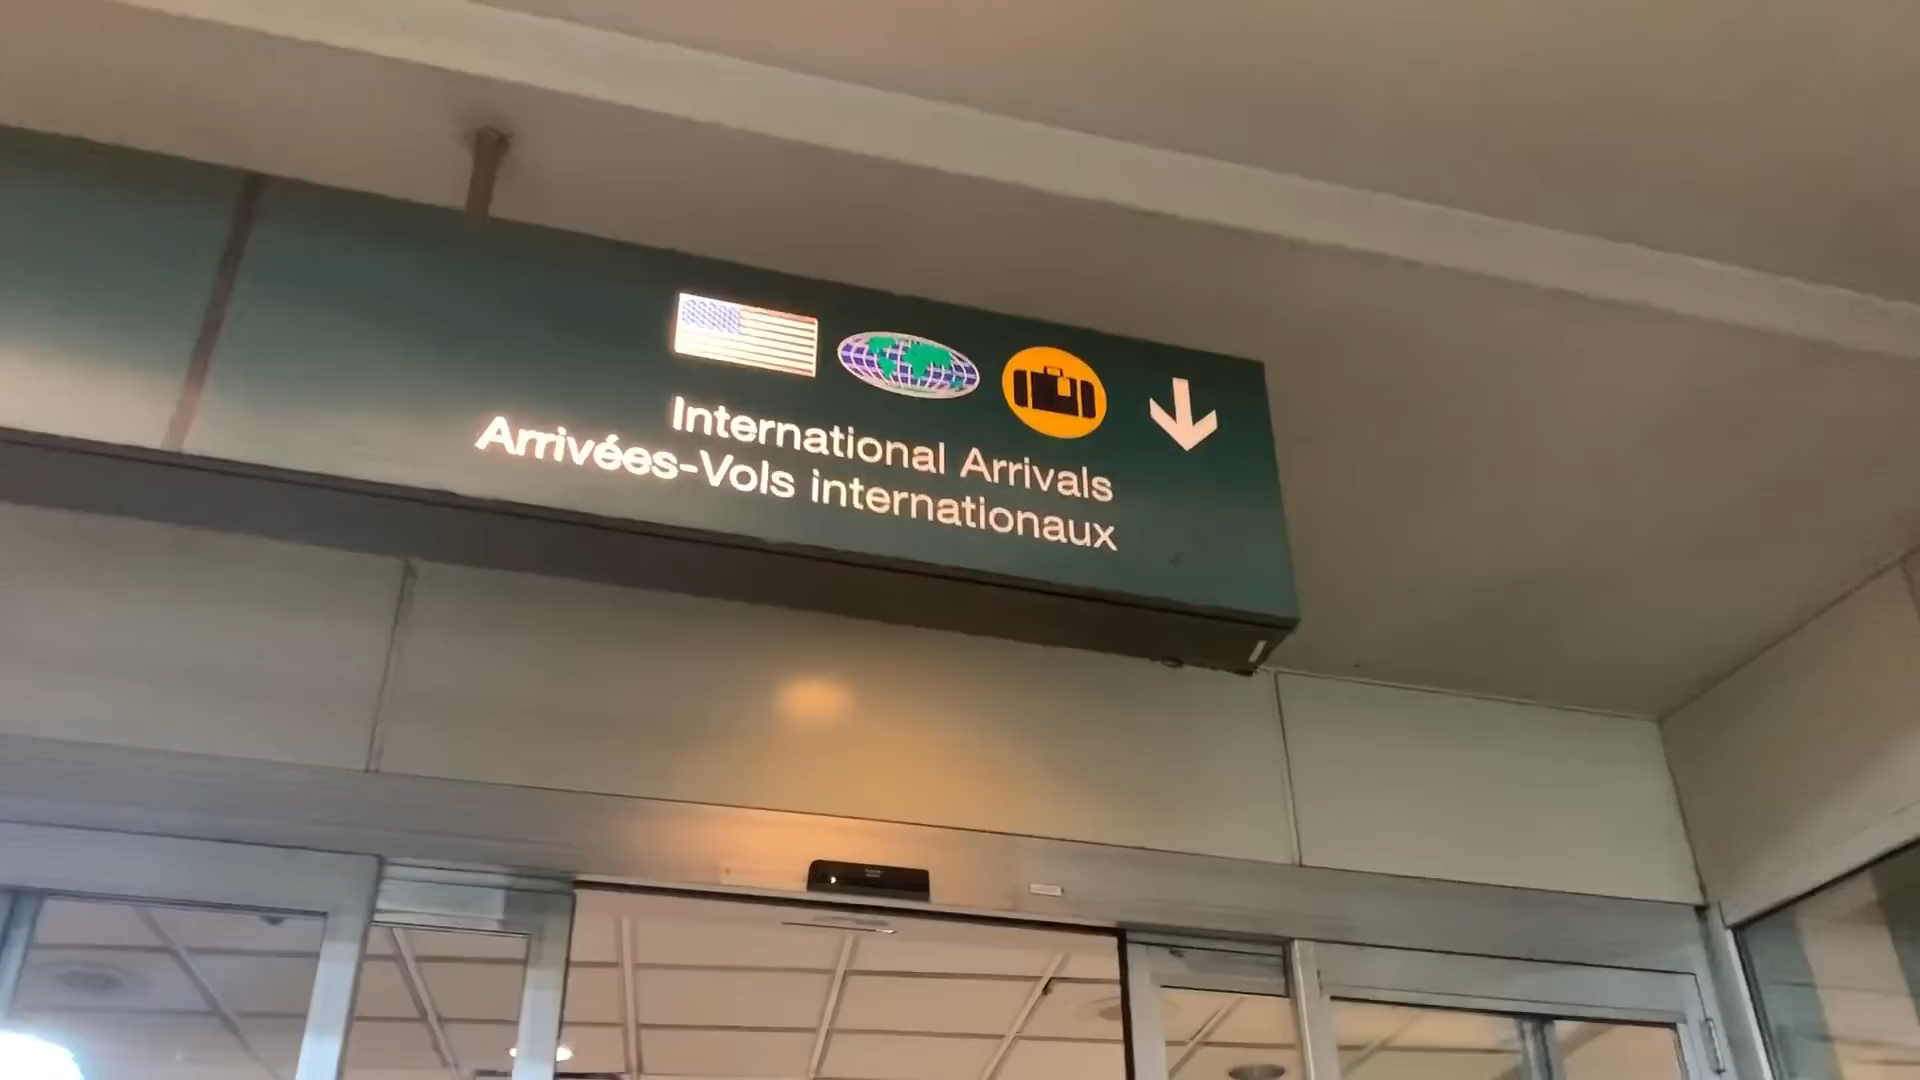 International Arrivals
Arrivées-Vols internationaux